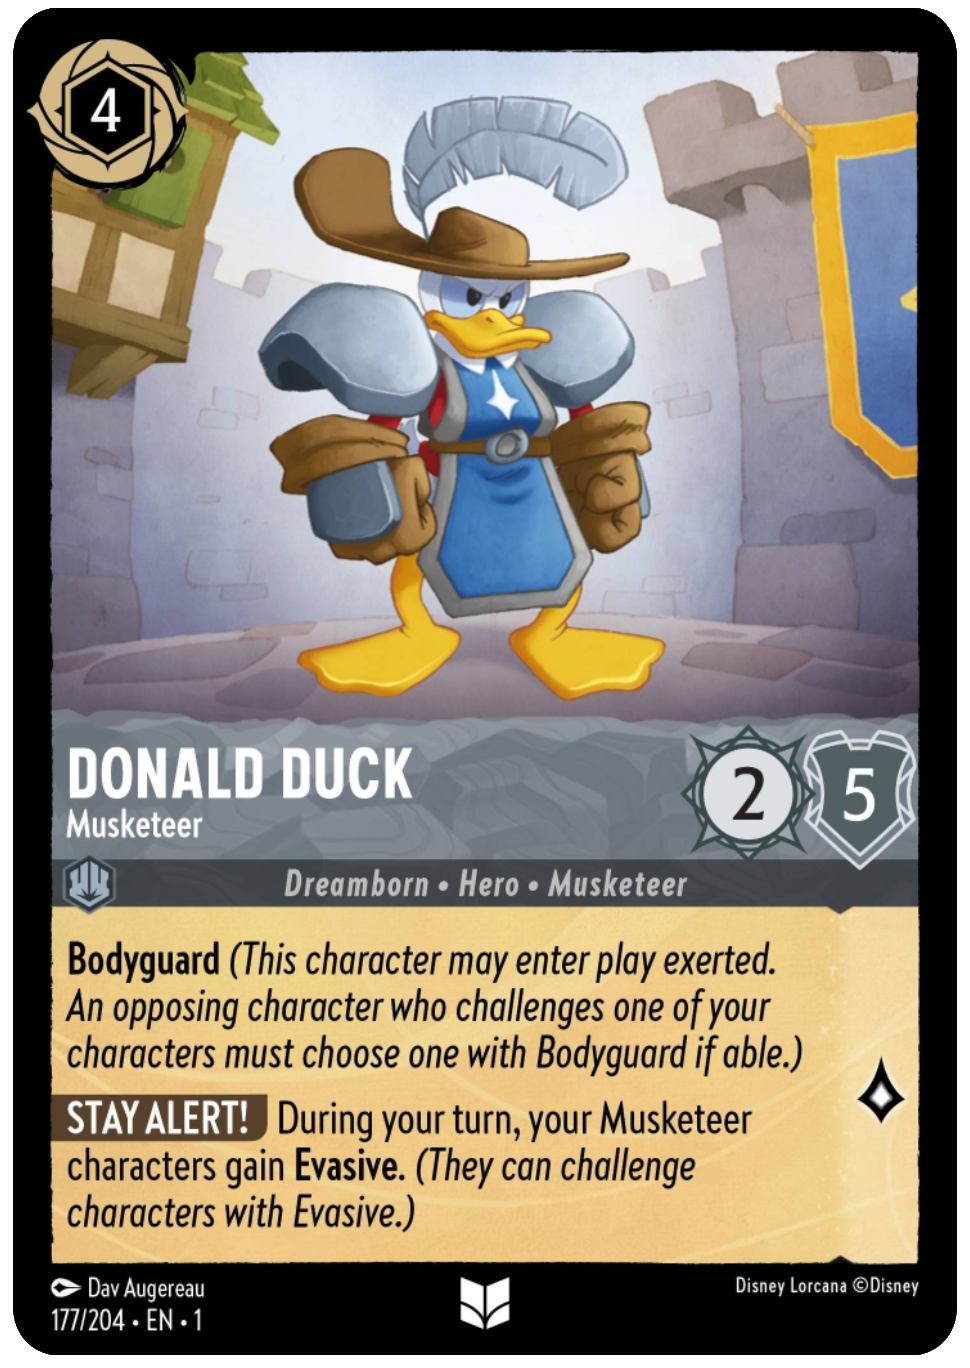 4
DONALD DUCK
Musketeer
2
5
Dreamborn • Hero • Musketeer
Bodyguard (This character may enter play exerted.
An opposing character who challenges one of your
characters must choose one with Bodyguard if able.)
STAY ALERT! During your turn, your Musketeer
characters gain Evasive. (They can challenge
characters with Evasive.)
Dav Augereau
177/204 • EN • 1
Disney Lorcana ©Disney